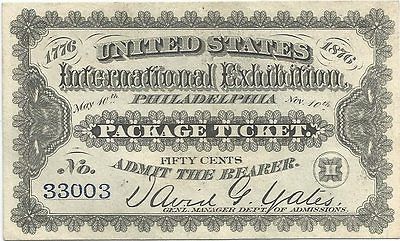 1776 UNITED STATES 1876
International Exhibition,
May 10th PHILADELPHIA Nov. 10th
PACKAGE TICKET.
FIFTY CENTS
No. ADMIT THE BEARER.
33003 David G. Yates,
GENL. MANAGER DEPT. OF ADMISSIONS.